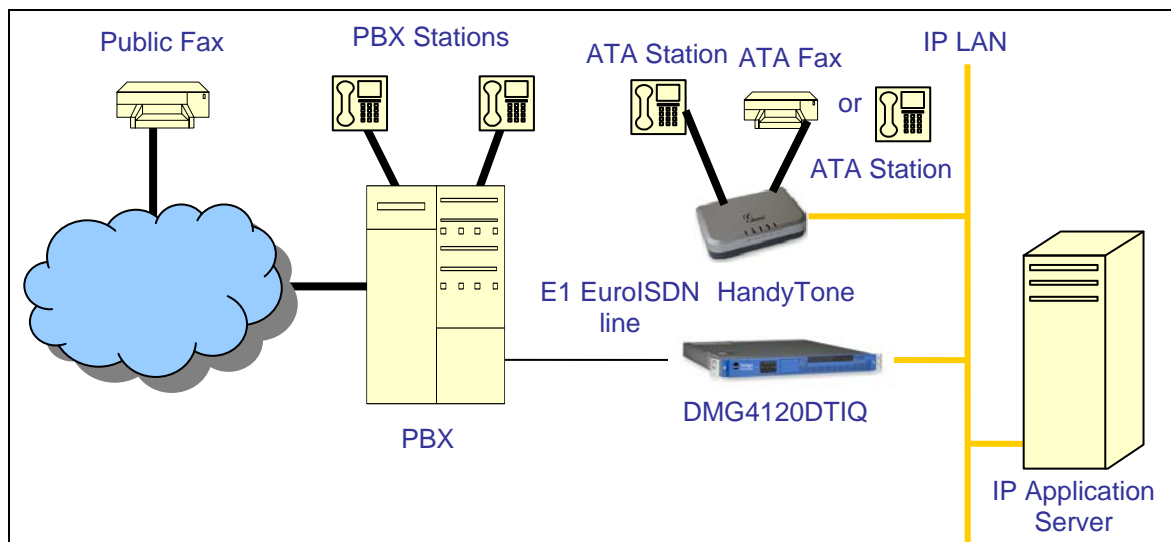 Public Fax
PBX Stations
ATA Station
ATA Fax
IP LAN
or
ATA Station
E1 EuroISDN
line
HandyTone
DMG4120DTIQ
PBX
IP Application
Server